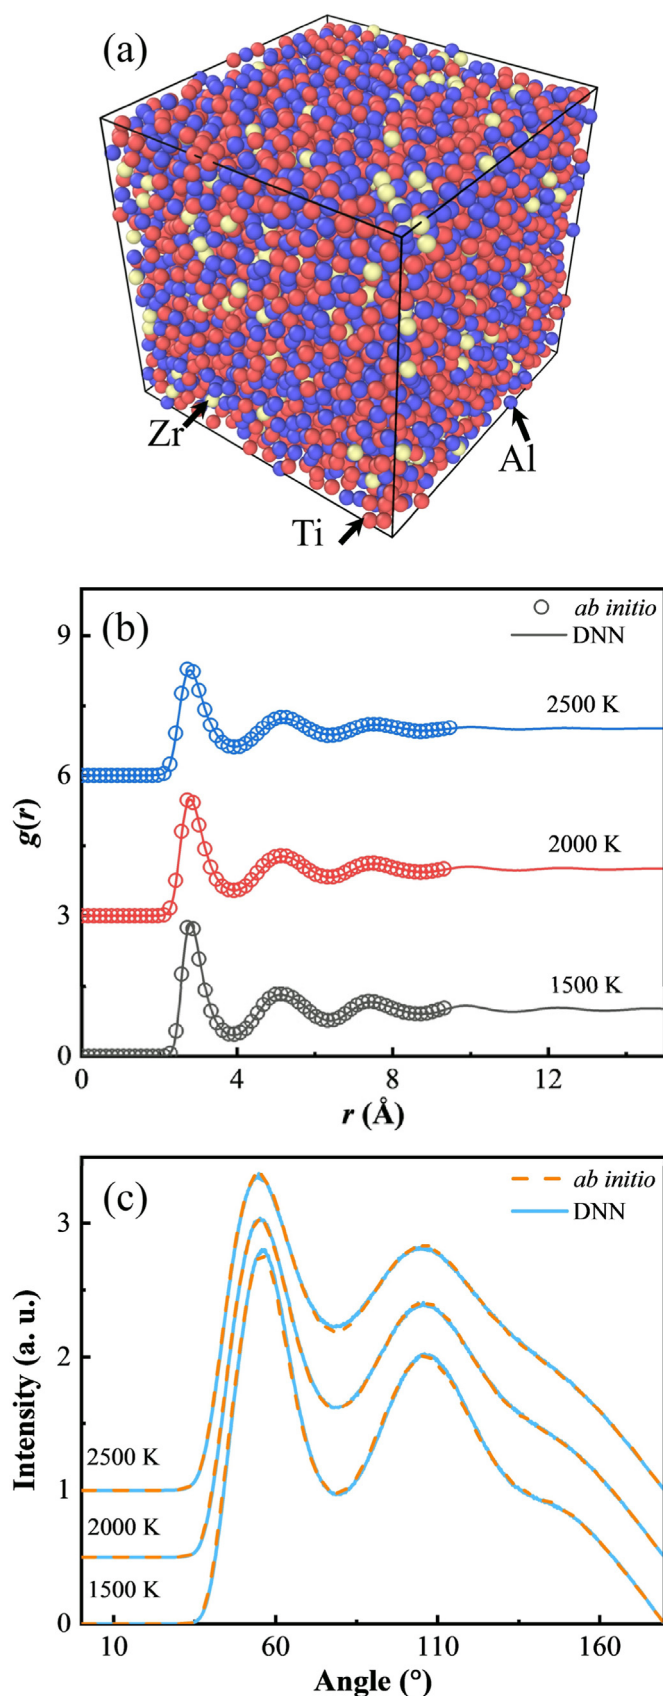 (a)
Zr
Al
Ti
(b)
ab initio
DNN
9
6
3
0
2500 K
2000 K
1500 K
g(r)
0 4 8 12
r (Å)
(c)
ab initio
DNN
3
2
1
0
2500 K
2000 K
1500 K
Intensity (a. u.)
10 60 110 160
Angle (°)